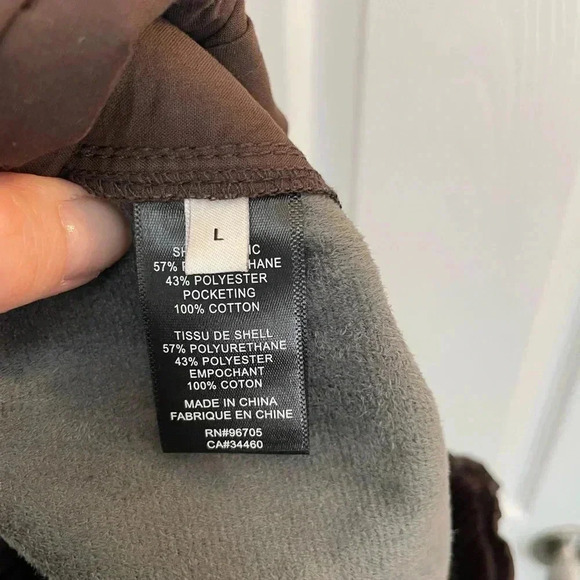 L
57%
43% POLYESTER
POCKETING
100% COTTON
TISSU DE SHELL
57% POLYURETHANE
43% POLYESTER
EMPOCHANT
100% COTON
MADE IN CHINA
FABRIQUE EN CHINE
RN#96705
CA#34460